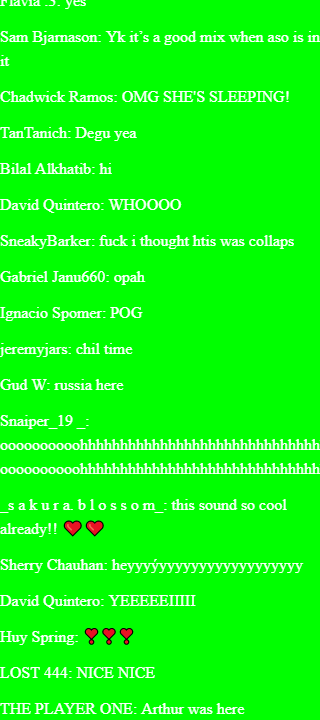 Flavia .S: yes
Sam Bjarnason: Yk it's a good mix when aso is in
it
Chadwick Ramos: OMG SHE'S SLEEPING!
TanTanich: Degu yea
Bilal Alkhatib: hi
David Quintero: WHOOOO
SneakyBarker: fuck i thought htis was collaps
Gabriel Janu660: opah
Ignacio Spomer: POG
jeremyjars: chil time
Gud W: russia here
Snaiper_19 _:
oooooooooohhhhhhhhhhhhhhhhhhhhhhhhhhhhhh
oooooooooohhhhhhhhhhhhhhhhhhhhhhhhhhhhhh
_s a k u r a. b l o s s o m_: this sound so cool
already!! ❤️ ❤️
Sherry Chauhan: heyyyýyyyyyyyyyyyyyyyyyy
David Quintero: YEEEEEIIIII
Huy Spring: ❣️❣️❣️
LOST 444: NICE NICE
THE PLAYER ONE: Arthur was here